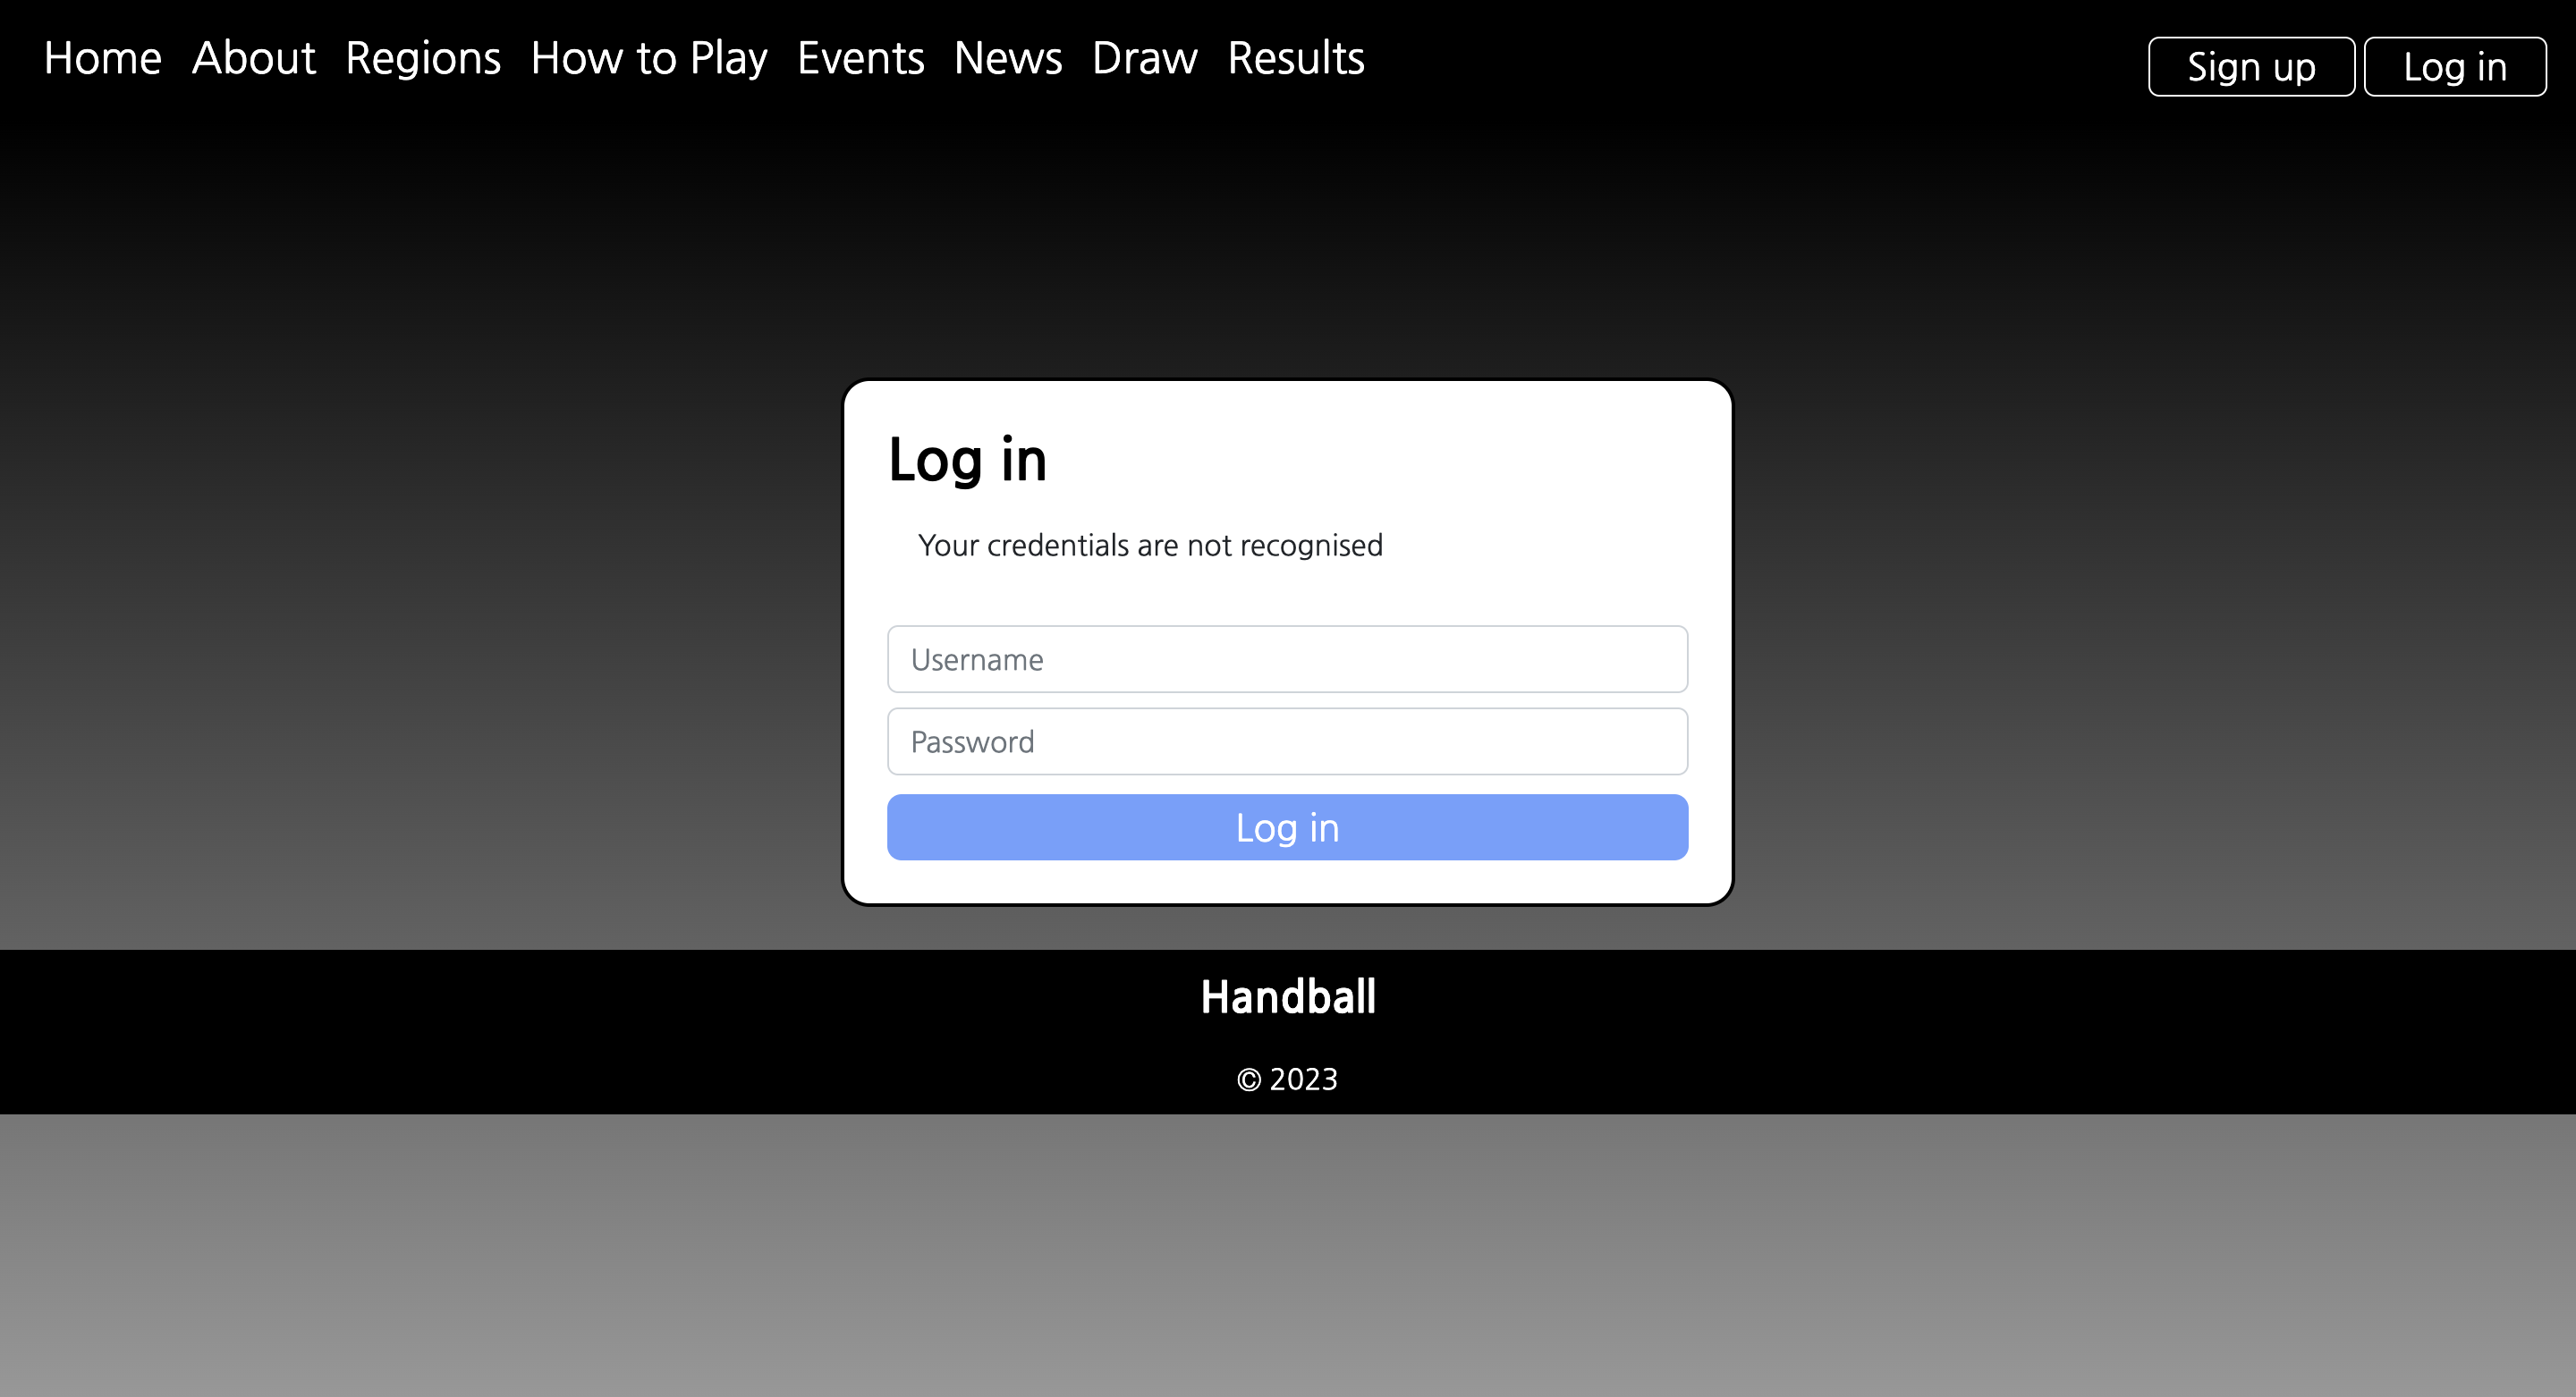 Home About Regions How to Play Events News Draw Results Sign up Log in
Log in
Your credentials are not recognised
Username
Password
Log in
Handball
© 2023